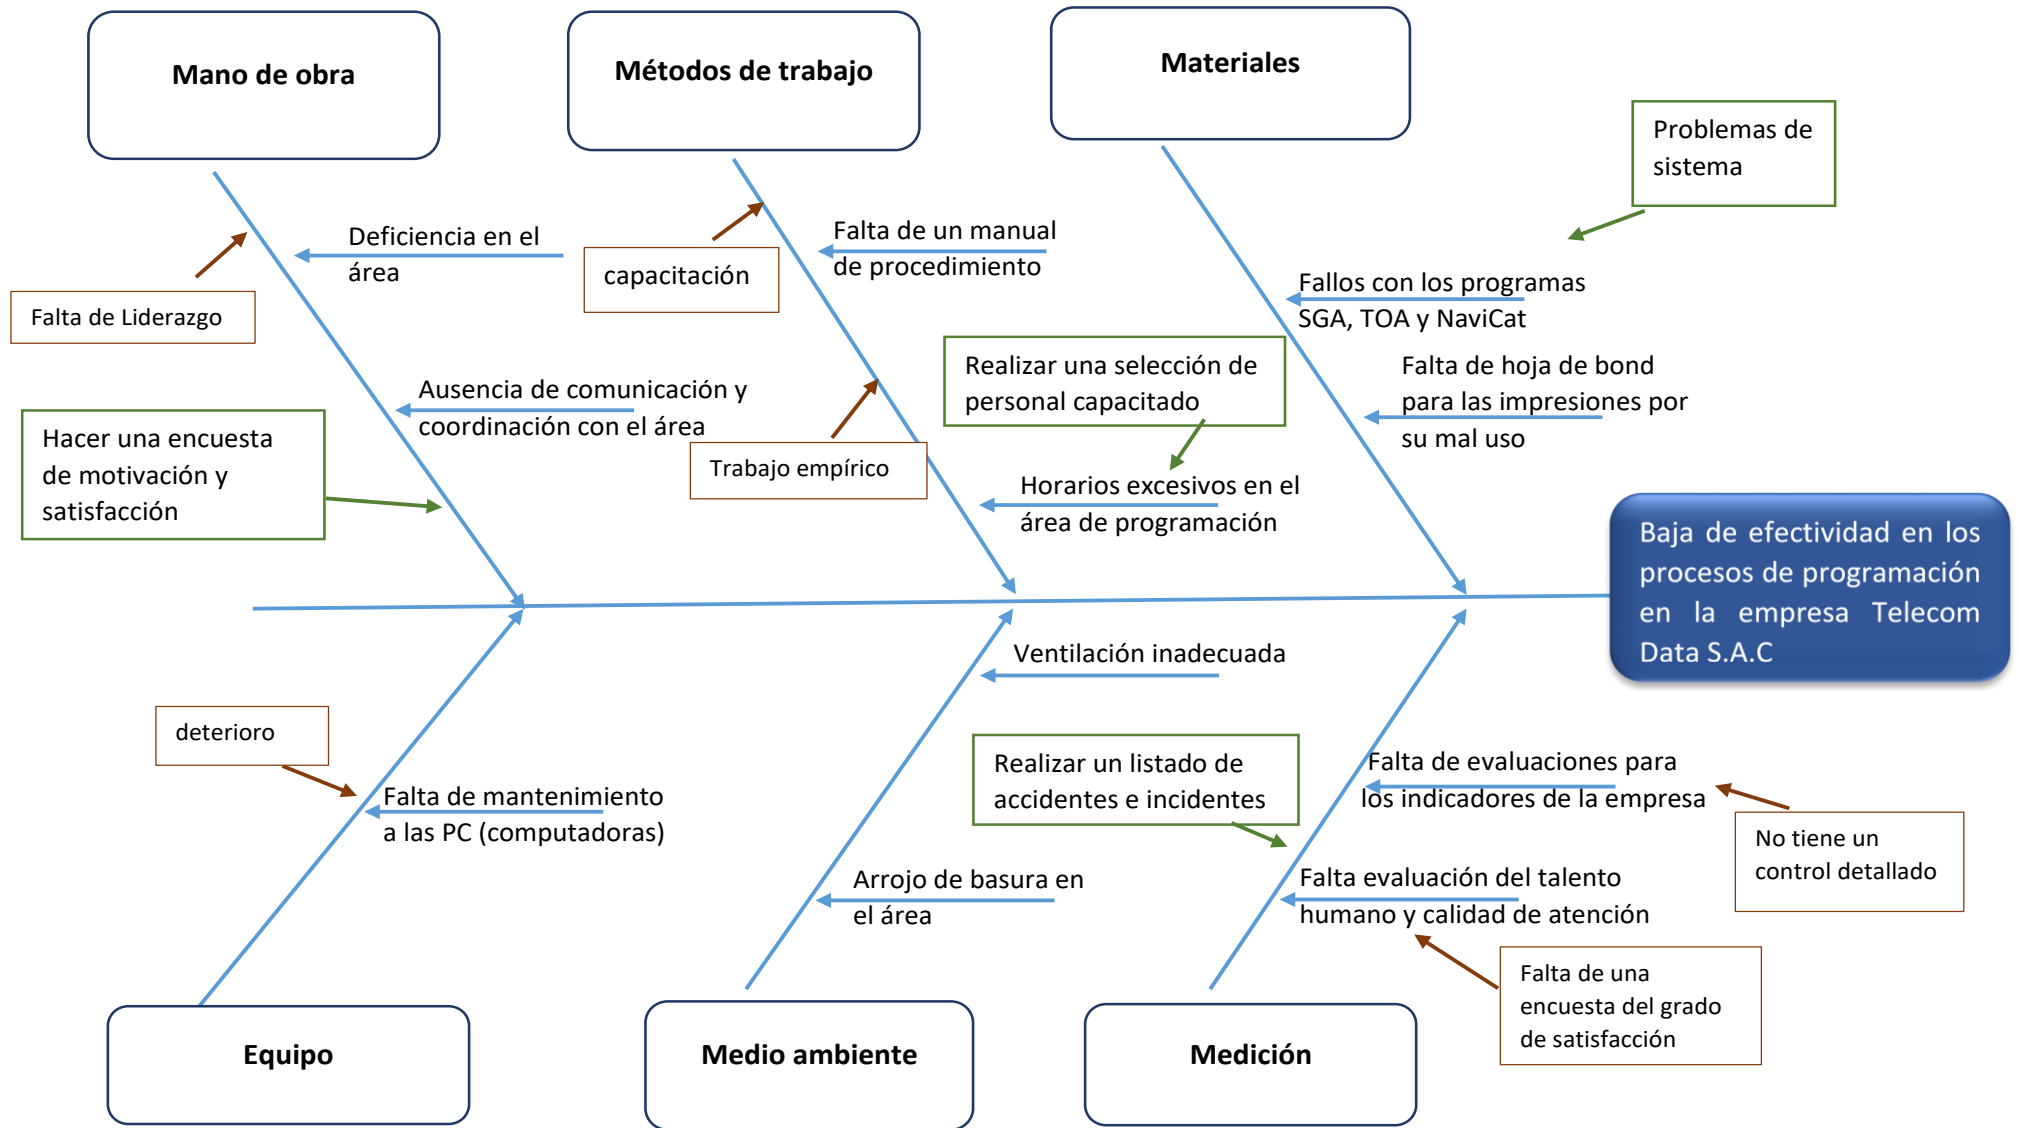 Mano de obra
Métodos de trabajo
Materiales
Problemas de
sistema
Deficiencia en el
área
Falta de Liderazgo
capacitación
Falta de un manual
de procedimiento
Fallos con los programas
SGA, TOA y NaviCat
Ausencia de comunicación y
coordinación con el área
Hacer una encuesta
de motivación y
satisfacción
Trabajo empírico
Realizar una selección de
personal capacitado
Falta de hoja de bond
para las impresiones por
su mal uso
Horarios excesivos en el
área de programación
Baja de efectividad en los
procesos de programación
en la empresa Telecom
Data S.A.C
Ventilación inadecuada
deterioro
Falta de mantenimiento
a las PC (computadoras)
Realizar un listado de
accidentes e incidentes
Falta de evaluaciones para
los indicadores de la empresa
No tiene un
control detallado
Arrojo de basura en
el área
Falta evaluación del talento
humano y calidad de atención
Falta de una
encuesta del grado
de satisfacción
Equipo
Medio ambiente
Medición